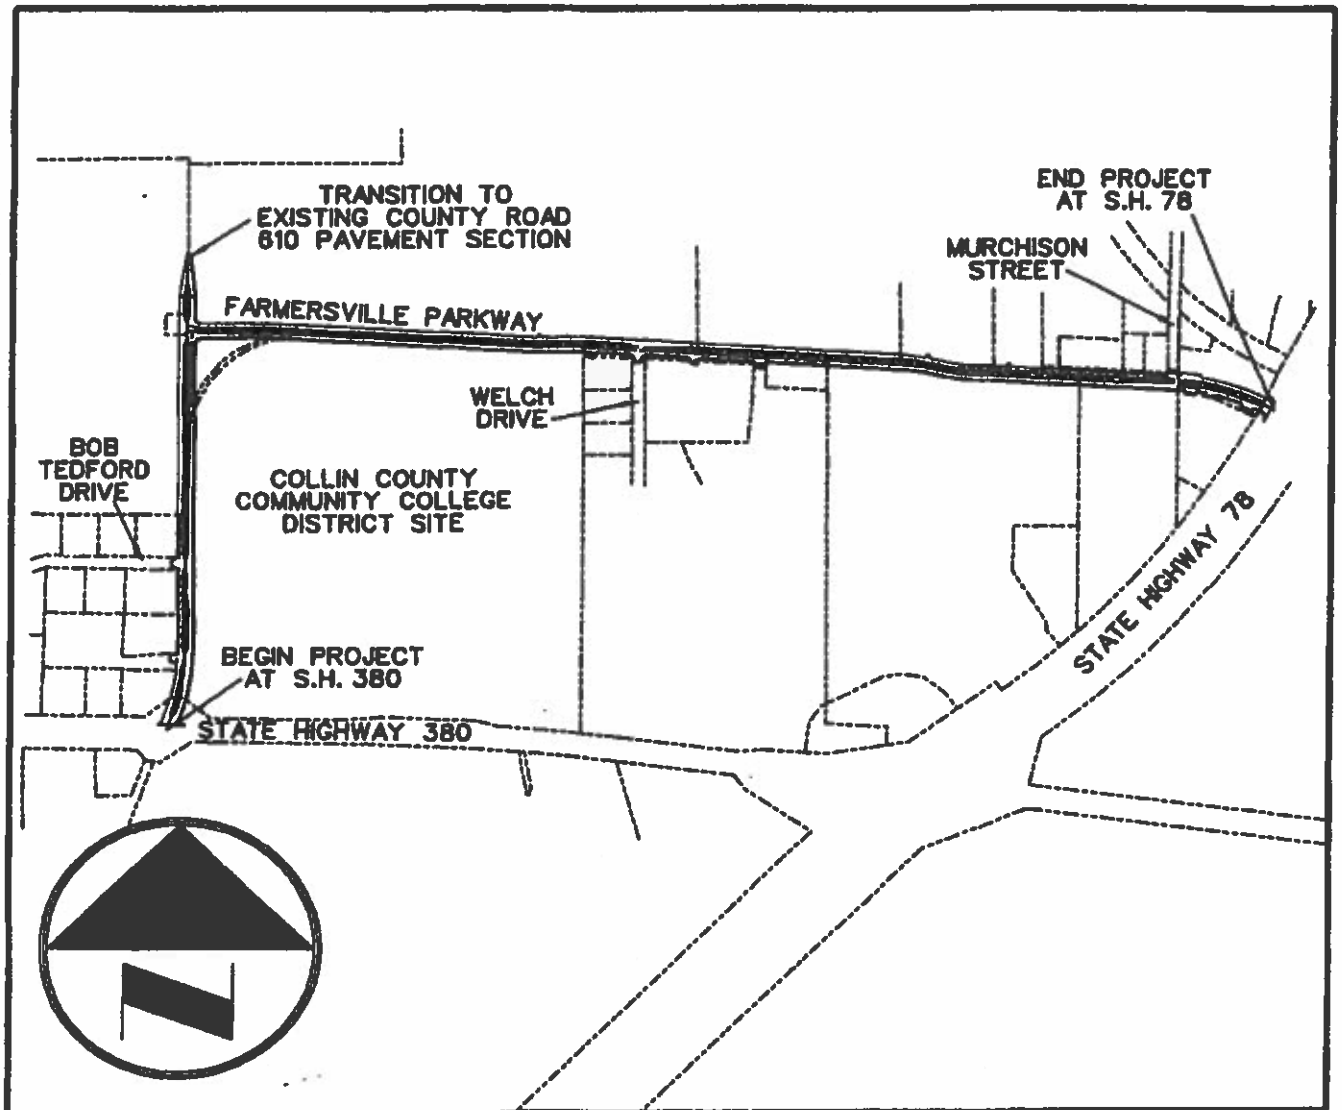 TRANSITION TO
EXISTING COUNTY ROAD
610 PAVEMENT SECTION
END PROJECT
AT S.H. 78
MURCHISON
STREET
FARMERSVILLE PARKWAY
WELCH
DRIVE
BOB
TEDFORD
DRIVE
COLLIN COUNTY
COMMUNITY COLLEGE
DISTRICT SITE
STATE HIGHWAY 78
BEGIN PROJECT
AT S.H. 380
STATE HIGHWAY 380
N